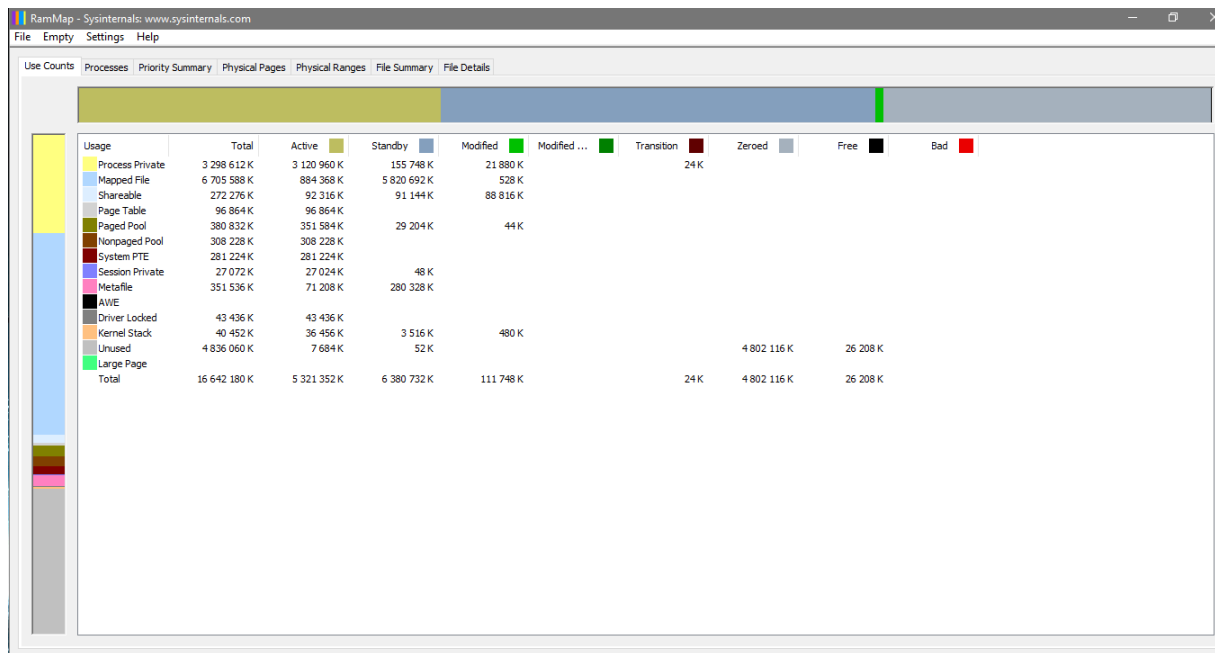 RamMap - Sysinternals: www.sysinternals.com
File Empty Settings Help
Use Counts Processes Priority Summary Physical Pages Physical Ranges File Summary File Details
Usage Total Active Standby Modified Modified ... Transition Zeroed Free Bad
Process Private 3 298 612 K 3 120 960 K 155 748 K 21 880 K 24 K
Mapped File 6 705 588 K 884 368 K 5 820 692 K 528 K
Shareable 272 276 K 92 316 K 91 144 K 88 816 K
Page Table 96 864 K 96 864 K
Paged Pool 380 832 K 351 584 K 29 204 K 44 K
Nonpaged Pool 308 228 K 308 228 K
System PTE 281 224 K 281 224 K
Session Private 27 072 K 27 024 K 48 K
Metafile 351 536 K 71 208 K 280 328 K
AWE
Driver Locked 43 436 K 43 436 K
Kernel Stack 40 452 K 36 456 K 3 516 K 480 K
Unused 4 836 060 K 7 684 K 52 K 4 802 116 K 26 208 K
Large Page
Total 16 642 180 K 5 321 352 K 6 380 732 K 111 748 K 24 K 4 802 116 K 26 208 K